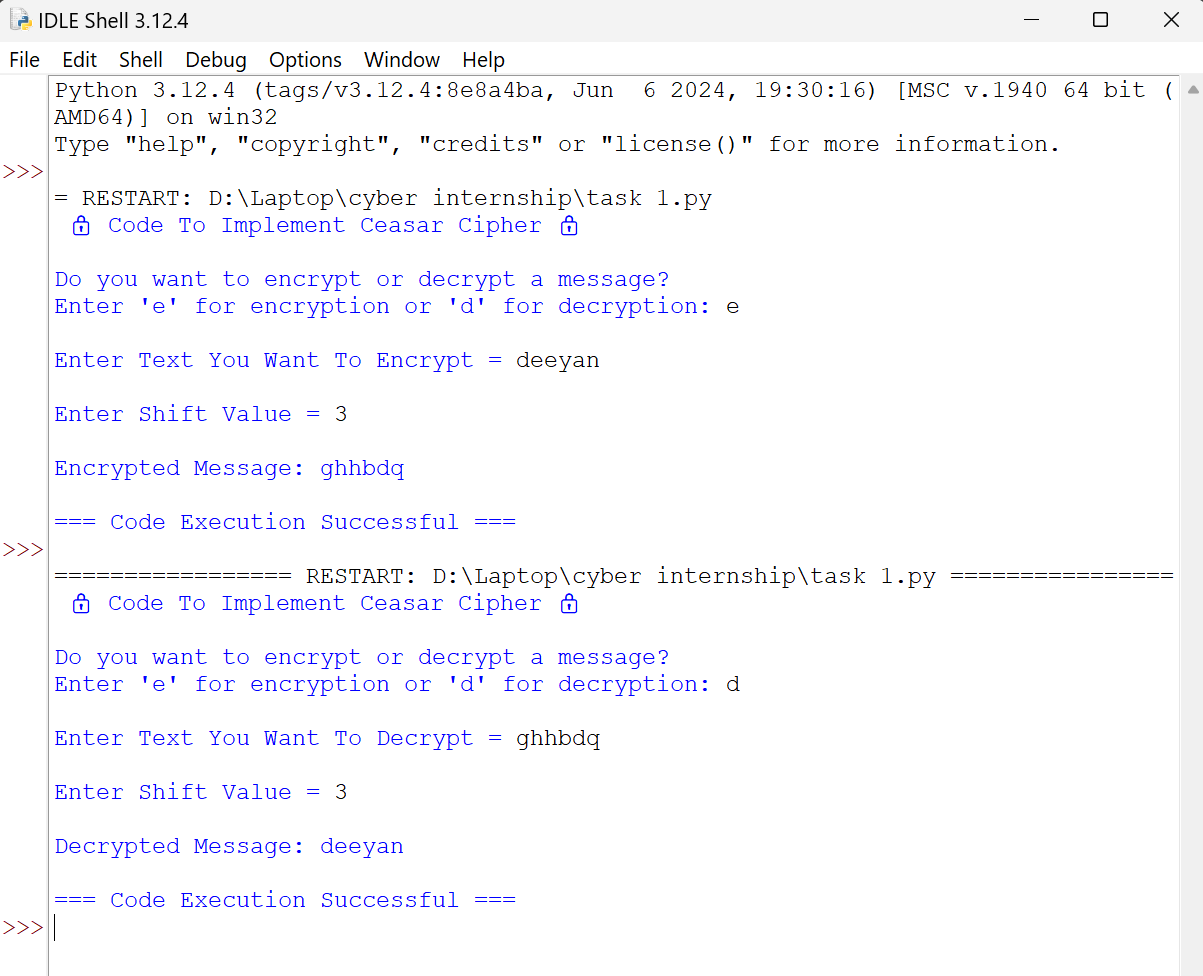 IDLE Shell 3.12.4
File Edit Shell Debug Options Window Help
Python 3.12.4 (tags/v3.12.4:8e8a4ba, Jun  6 2024, 19:30:16) [MSC v.1940 64 bit (
AMD64)] on win32
Type "help", "copyright", "credits" or "license()" for more information.
>>>
= RESTART: D:\Laptop\cyber internship\task 1.py
🔒 Code To Implement Ceasar Cipher 🔒
Do you want to encrypt or decrypt a message?
Enter 'e' for encryption or 'd' for decryption: e
Enter Text You Want To Encrypt = deeyan
Enter Shift Value = 3
Encrypted Message: ghhbdq
=== Code Execution Successful ===
>>>
================= RESTART: D:\Laptop\cyber internship\task 1.py ================
🔒 Code To Implement Ceasar Cipher 🔒
Do you want to encrypt or decrypt a message?
Enter 'e' for encryption or 'd' for decryption: d
Enter Text You Want To Decrypt = ghhbdq
Enter Shift Value = 3
Decrypted Message: deeyan
=== Code Execution Successful ===
>>>